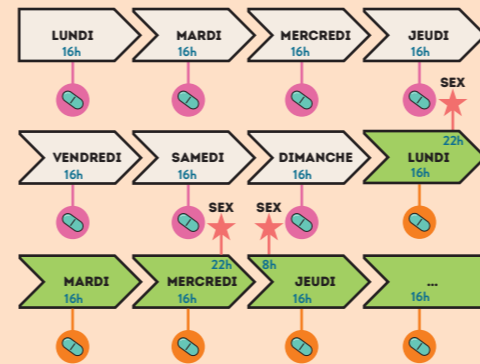 LUNDI
16h
MARDI
16h
MERCREDI
16h
JEUDI
16h
SEX
22h
VENDREDI
16h
SAMEDI
16h
DIMANCHE
16h
LUNDI
16h
SEX
22h
SEX
8h
MARDI
16h
MERCREDI
16h
JEUDI
16h
...
16h